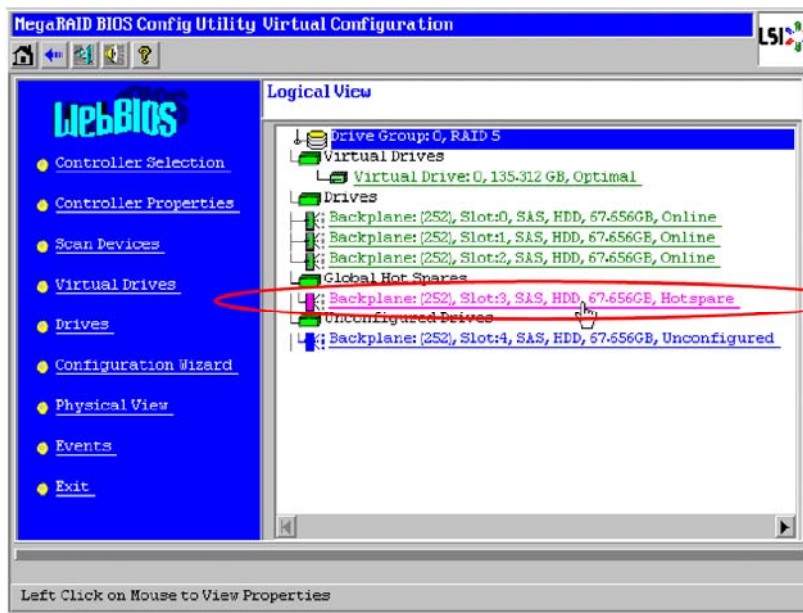 MegaRAID BIOS Config Utility Virtual Configuration
LSI
WebBIOS
Controller Selection
Controller Properties
Scan Devices
Virtual Drives
Drives
Configuration Wizard
Physical View
Events
Exit
Logical View
Drive Group: 0, RAID 5
Virtual Drives
Virtual Drive: 0, 135.312 GB, Optimal
Drives
Backplane: (252), Slot:0, SAS, HDD, 67.656GB, Online
Backplane: (252), Slot:1, SAS, HDD, 67.656GB, Online
Backplane: (252), Slot:2, SAS, HDD, 67.656GB, Online
Global Hot Spares
Backplane: (252), Slot:3, SAS, HDD, 67.656GB, Hotspare
Unconfigured Drives
Backplane: (252), Slot:4, SAS, HDD, 67.656GB, Unconfigured
Left Click on Mouse to View Properties